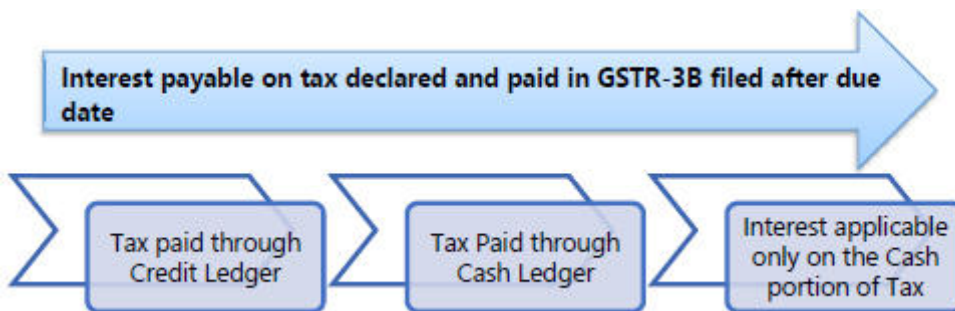 Interest payable on tax declared and paid in GSTR-3B filed after due
date
Tax paid through
Credit Ledger
Tax Paid through
Cash Ledger
Interest applicable
only on the Cash
portion of Tax